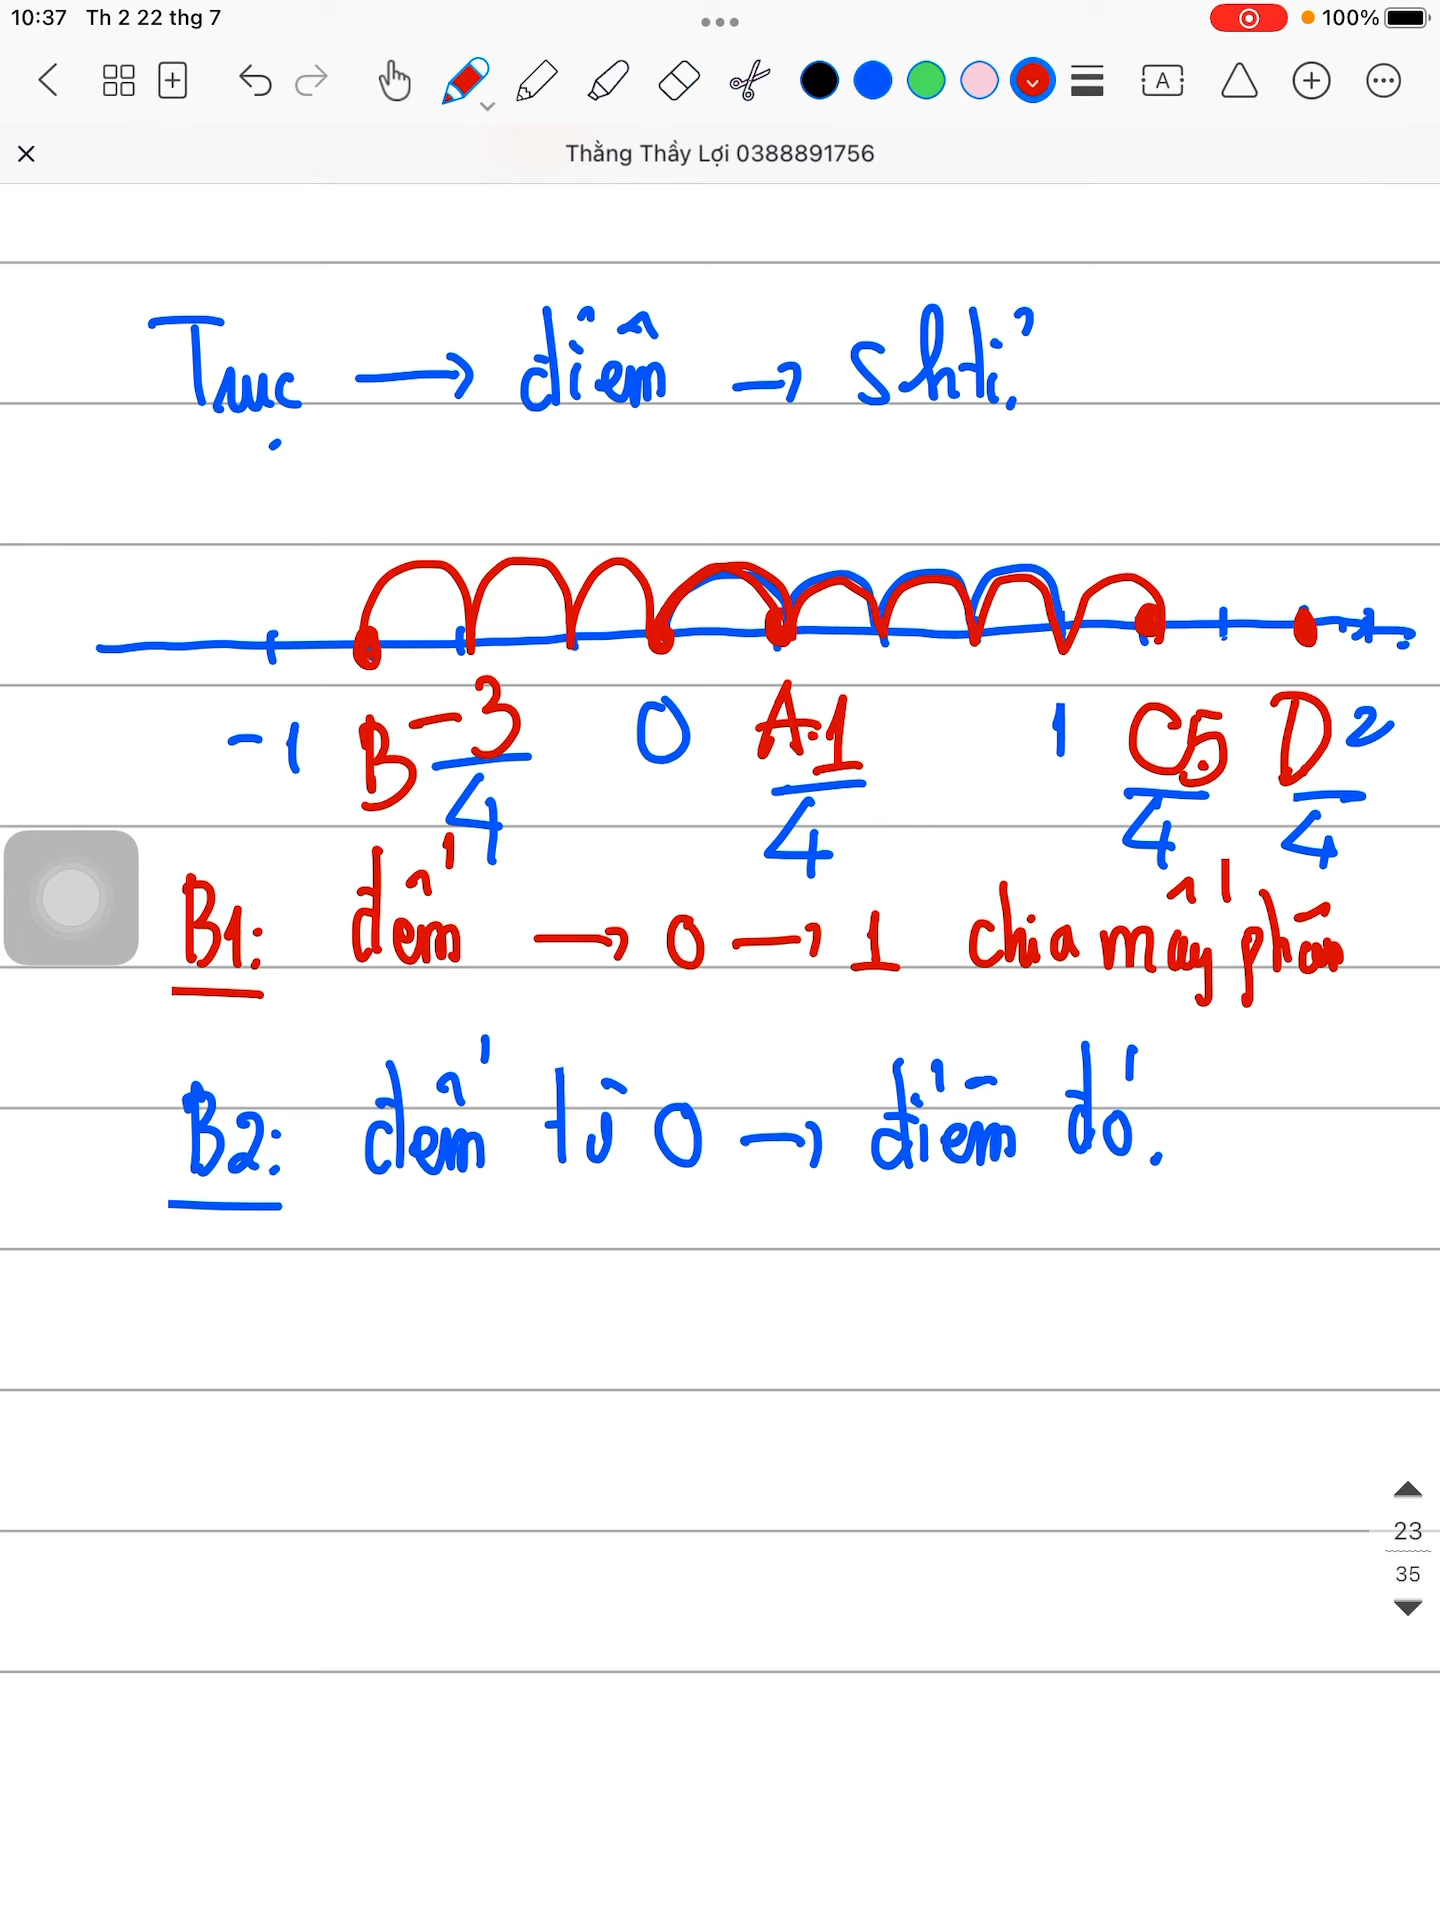 10:37 Th 2 22 thg 7 100%
A
Thẳng Thầy Lợi 0388891756
Trục → điểm → shti?
-1 B -3/4 0 A.1/4 1 C5/4 D /4 2
B1: đếm → 0 → 1 chia mấy phần
B2: đếm từ 0 → điểm đó.
23
35